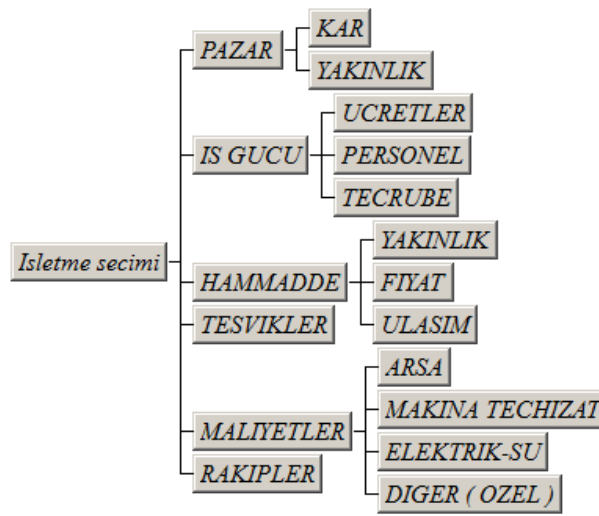 Isletme secimi
PAZAR
KAR
YAKINLIK
IS GUCU
UCRETLER
PERSONEL
TECRUBE
HAMMADDE
YAKINLIK
FIYAT
ULASIM
TESVIKLER
MALIYETLER
ARSA
MAKINA TECHIZAT
ELEKTRIK-SU
DIGER ( OZEL )
RAKIPLER